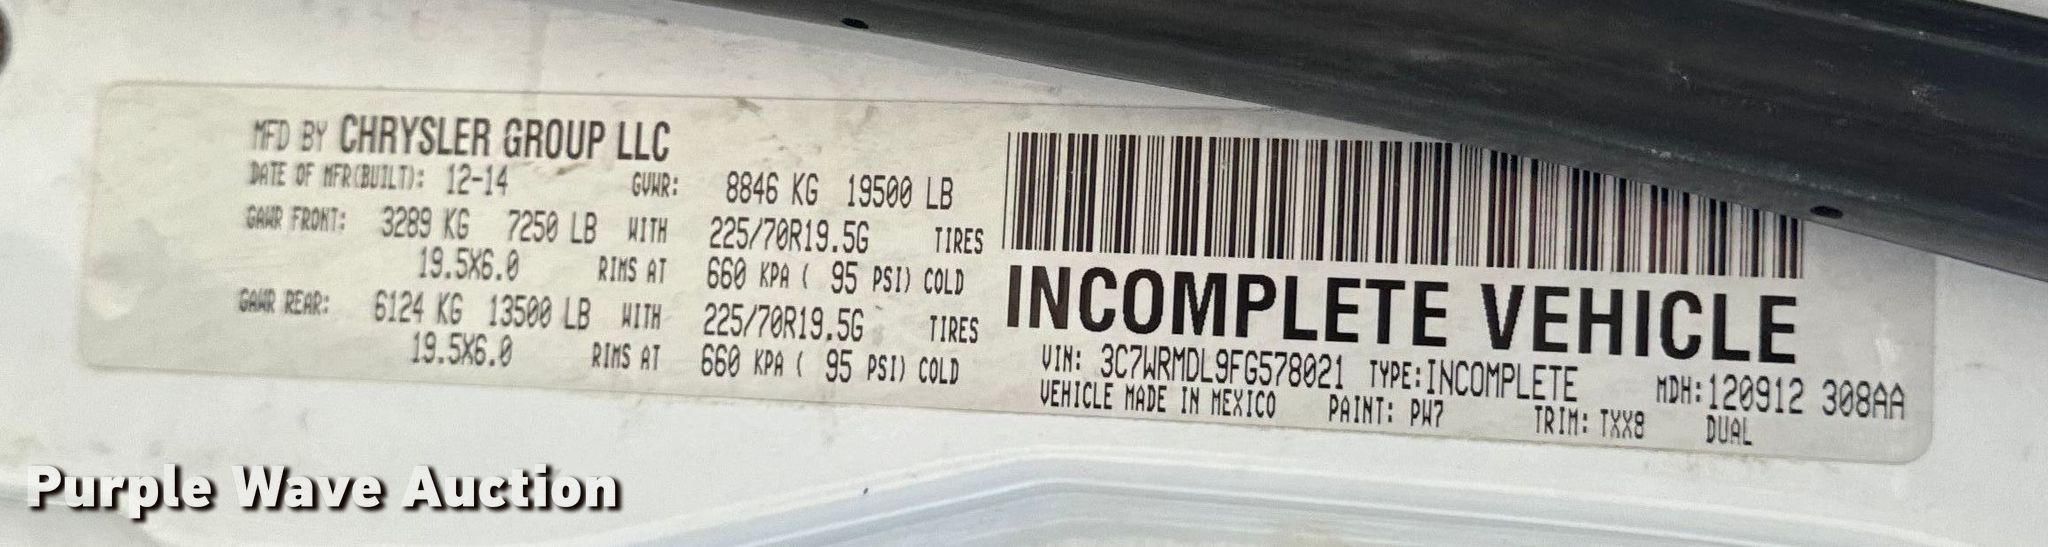 MFD BY CHRYSLER GROUP LLC
DATE OF MFR(BUILT): 12-14 GVWR: 8846 KG 19500 LB
GAWR FRONT: 3289 KG 7250 LB WITH 225/70R19.5G TIRES
19.5X6.0 RIMS AT 660 KPA ( 95 PSI) COLD
GAWR REAR: 6124 KG 13500 LB WITH 225/70R19.5G TIRES
19.5X6.0 RIMS AT 660 KPA ( 95 PSI) COLD
INCOMPLETE VEHICLE
VIN: 3C7WRMDL9FG578021 TYPE:INCOMPLETE MDH:120912 308AA
VEHICLE MADE IN MEXICO PAINT: PW7 TRIM: TXX8 DUAL
Purple Wave Auction